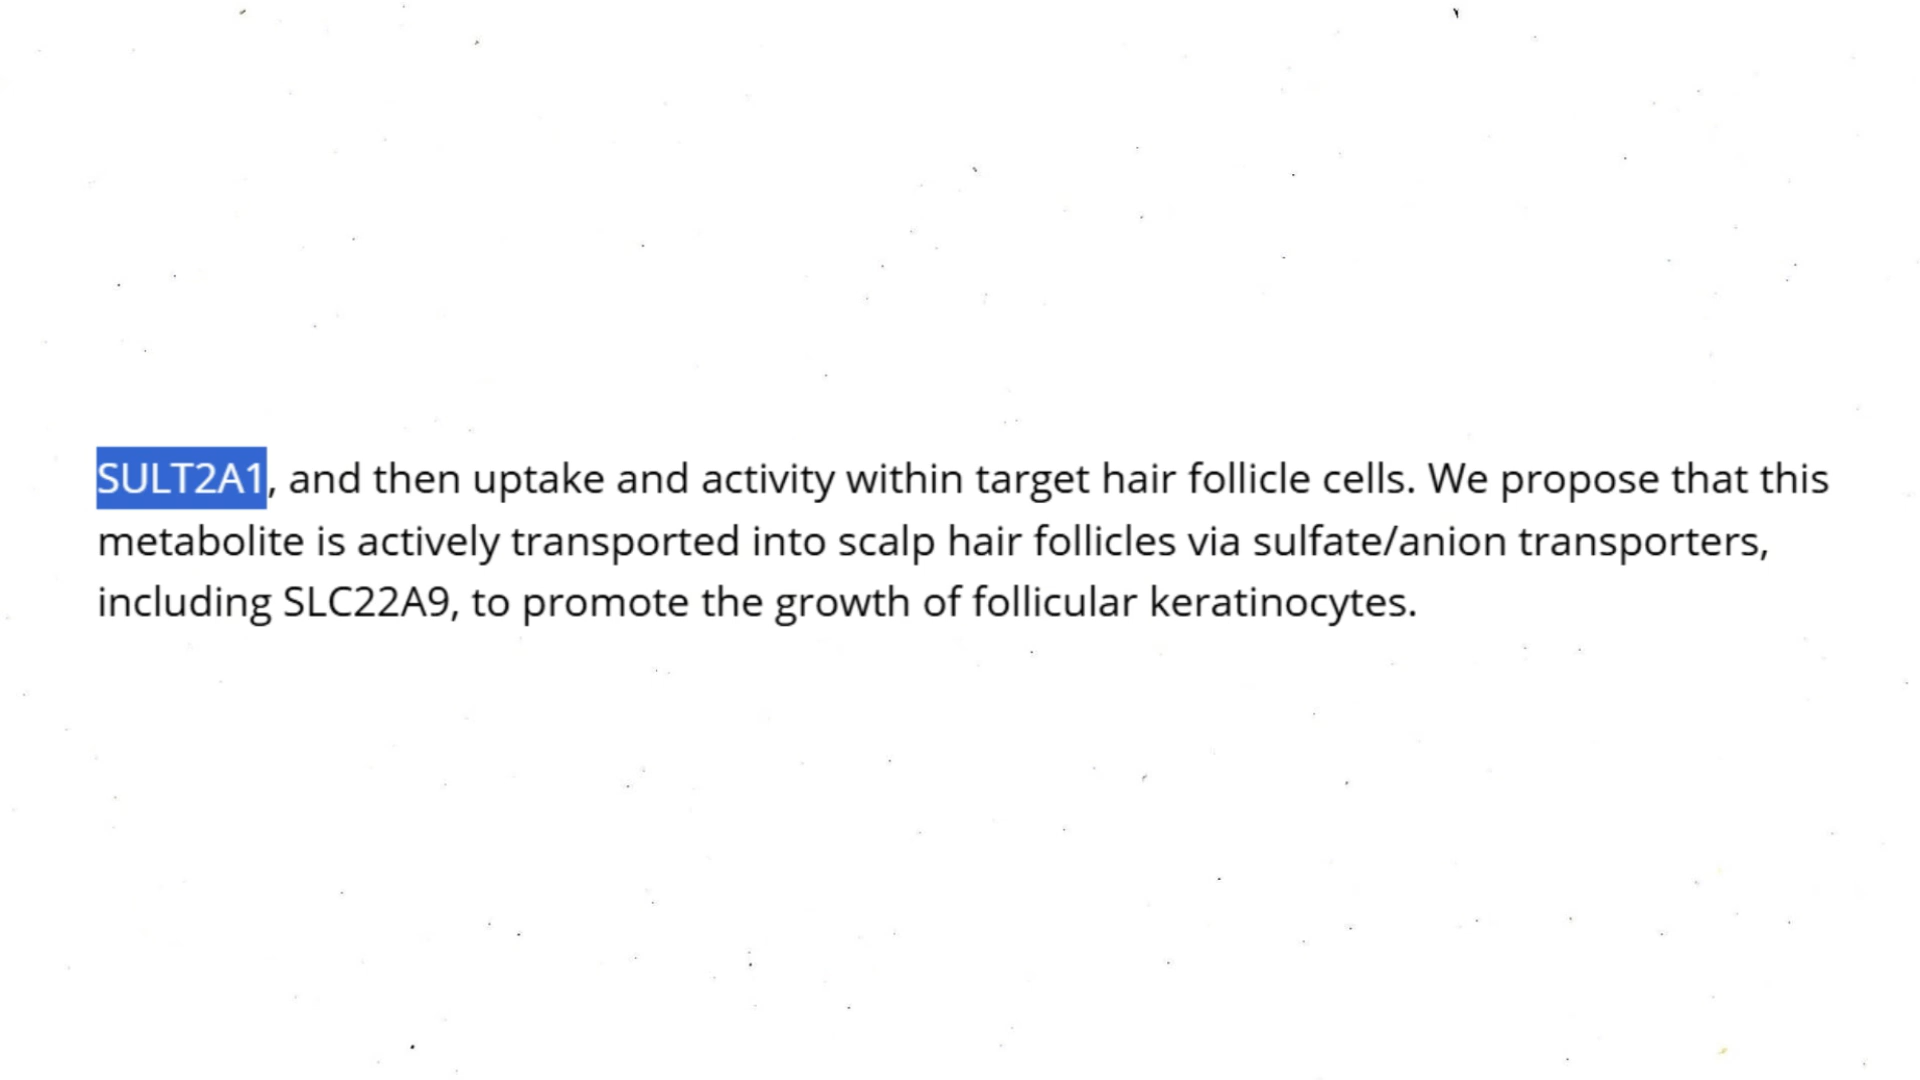 SULT2A1, and then uptake and activity within target hair follicle cells. We propose that this
metabolite is actively transported into scalp hair follicles via sulfate/anion transporters,
including SLC22A9, to promote the growth of follicular keratinocytes.